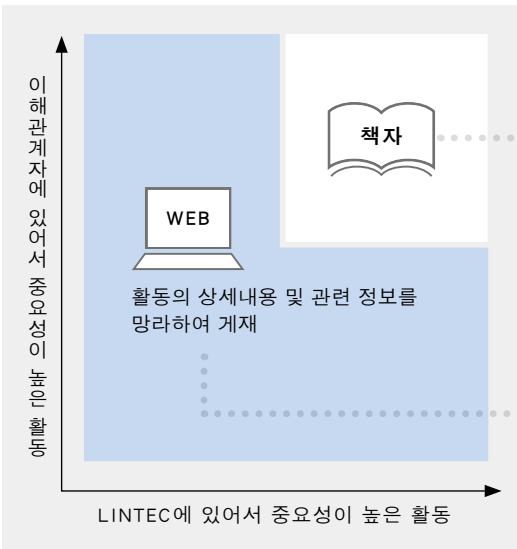 이해관계자에 있어서 중요성이 높은 활동
책자
WEB
활동의 상세내용 및 관련 정보를
망라하여 게재
LINTEC에 있어서 중요성이 높은 활동